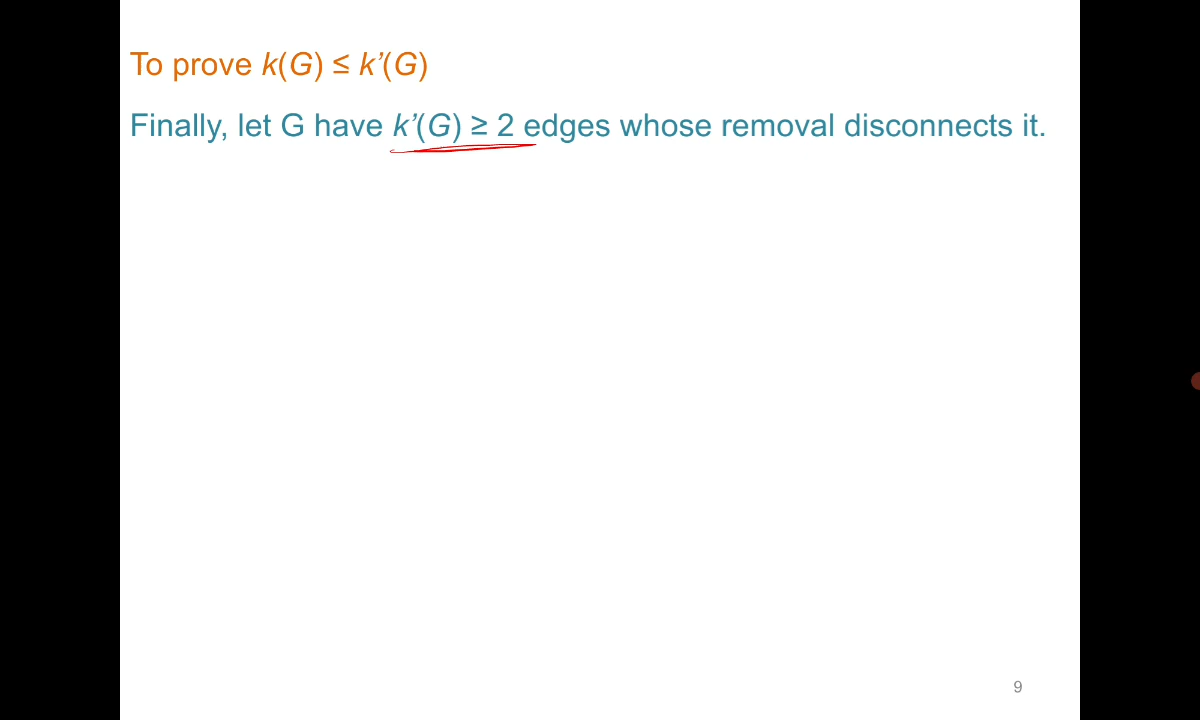 To prove k(G) ≤ k’(G)
Finally, let G have k’(G) ≥ 2 edges whose removal disconnects it.
9